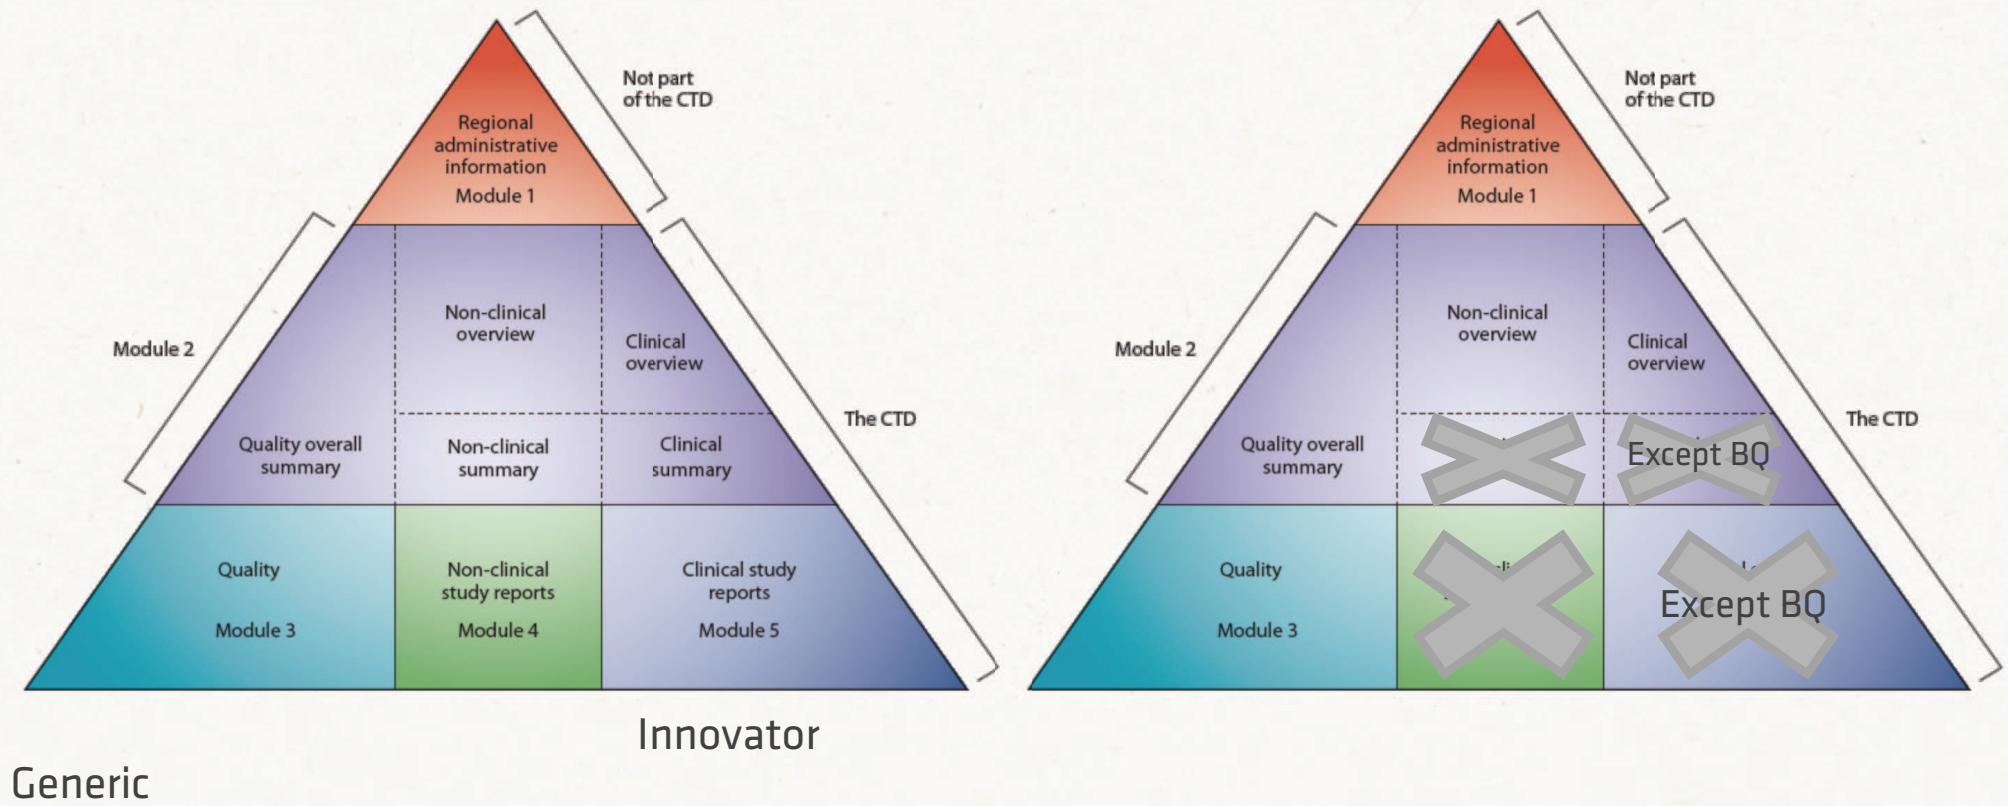 Not part
of the CTD
Regional
administrative
information
Module 1
Module 2
Non-clinical
overview
Clinical
overview
The CTD
Quality overall
summary
Non-clinical
summary
Clinical
summary
Quality
Module 3
Non-clinical
study reports
Module 4
Clinical study
reports
Module 5
Not part
of the CTD
Regional
administrative
information
Module 1
Module 2
Non-clinical
overview
Clinical
overview
The CTD
Quality overall
summary
Except BQ
Quality
Module 3
Except BQ
Innovator
Generic